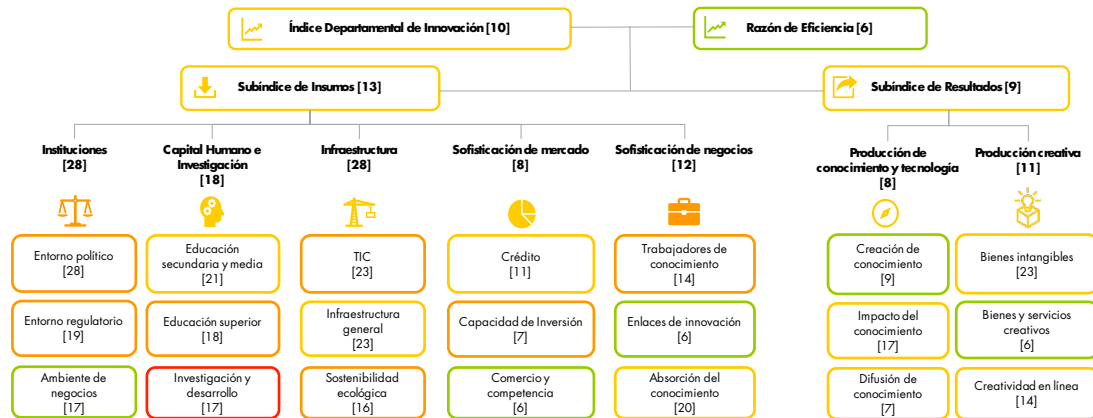 Índice Departamental de Innovación [10]
Razón de Eficiencia [6]
Subíndice de Insumos [13]
Subíndice de Resultados [9]
Instituciones
[28]
Capital Humano e
Investigación
[18]
Infraestructura
[28]
Sofisticación de mercado
[8]
Sofisticación de negocios
[12]
Producción de
conocimiento y tecnología
[8]
Producción creativa
[11]
Entorno político
[28]
Educación
secundaria y media
[21]
TIC
[23]
Crédito
[11]
Trabajadores de
conocimiento
[14]
Creación de
conocimiento
[9]
Bienes intangibles
[23]
Entorno regulatorio
[19]
Educación superior
[18]
Infraestructura
general
[23]
Capacidad de Inversión
[7]
Enlaces de innovación
[6]
Impacto del
conocimiento
[17]
Bienes y servicios
creativos
[6]
Ambiente de
negocios
[17]
Investigación y
desarrollo
[17]
Sostenibilidad
ecológica
[16]
Comercio y
competencia
[6]
Absorción del
conocimiento
[20]
Difusión de
conocimiento
[7]
Creatividad en línea
[14]